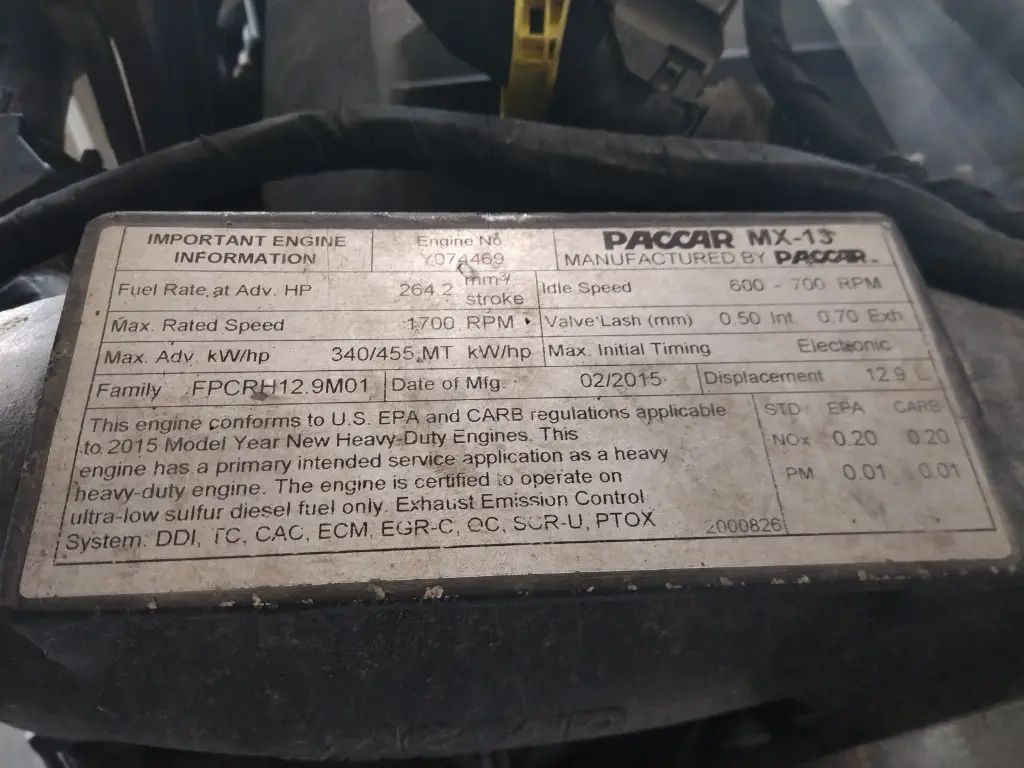 IMPORTANT ENGINE
INFORMATION
Engine No
Y074469
PACCAR MX-13
MANUFACTURED BY PACCAR
Fuel Rate at Adv. HP 264.2 mm³/
stroke
Idle Speed 600 - 700 RPM
Max. Rated Speed 1700 RPM
Valve Lash (mm) 0.50 Int. 0.70 Exh.
Max. Adv. kW/hp 340/455 MT kW/hp
Max. Initial Timing Electronic
Family FPCRH12.9M01
Date of Mfg. 02/2015
Displacement 12.9 L
This engine conforms to U.S. EPA and CARB regulations applicable
to 2015 Model Year New Heavy-Duty Engines. This
engine has a primary intended service application as a heavy
heavy-duty engine. The engine is certified to operate on
ultra-low sulfur diesel fuel only. Exhaust Emission Control
System: DDI, TC, CAC, ECM, EGR-C, OC, SCR-U, PTOX
2000826
STD EPA CARB
NOx 0.20 0.20
PM 0.01 0.01